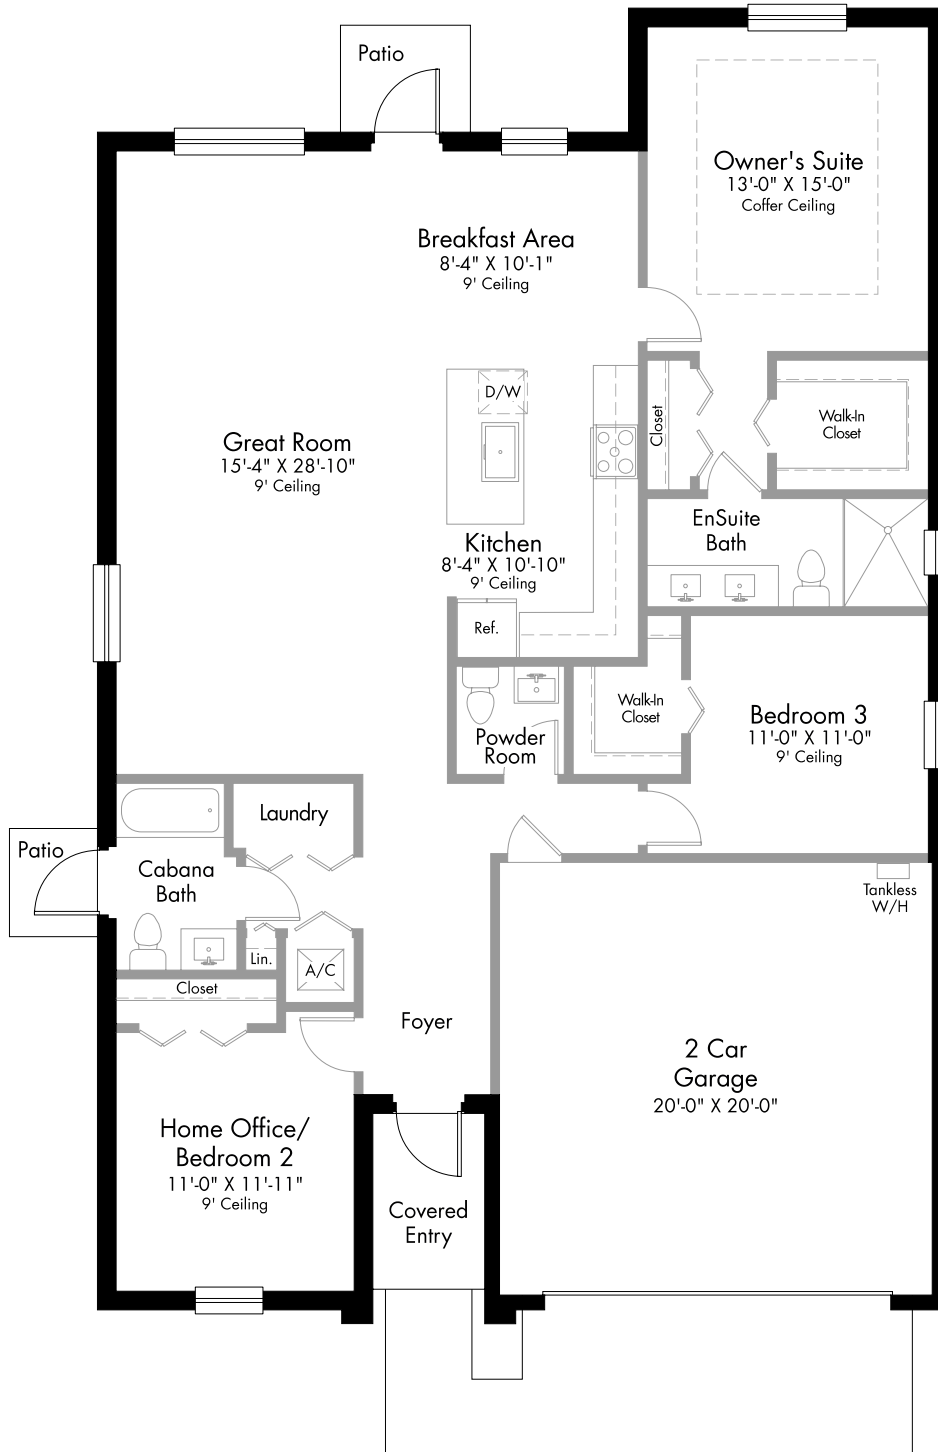 Patio
Owner's Suite
13'-0" X 15'-0"
Coffer Ceiling
Breakfast Area
8'-4" X 10'-1"
9' Ceiling
D/W
Closet
Walk-In
Closet
Great Room
15'-4" X 28'-10"
9' Ceiling
EnSuite
Bath
Kitchen
8'-4" X 10'-10"
9' Ceiling
Ref.
Walk-In
Closet
Bedroom 3
11'-0" X 11'-0"
9' Ceiling
Powder
Room
Laundry
Patio
Cabana
Bath
Tankless
W/H
Lin.
A/C
Closet
Foyer
2 Car
Garage
20'-0" X 20'-0"
Home Office/
Bedroom 2
11'-0" X 11'-11"
9' Ceiling
Covered
Entry